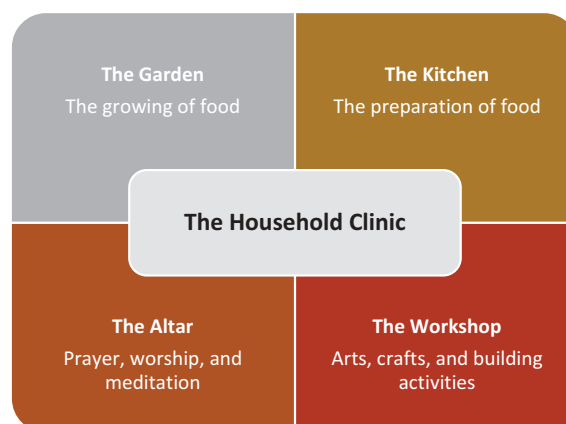 The Garden
The growing of food
The Kitchen
The preparation of food
The Household Clinic
The Altar
Prayer, worship, and
meditation
The Workshop
Arts, crafts, and building
activities